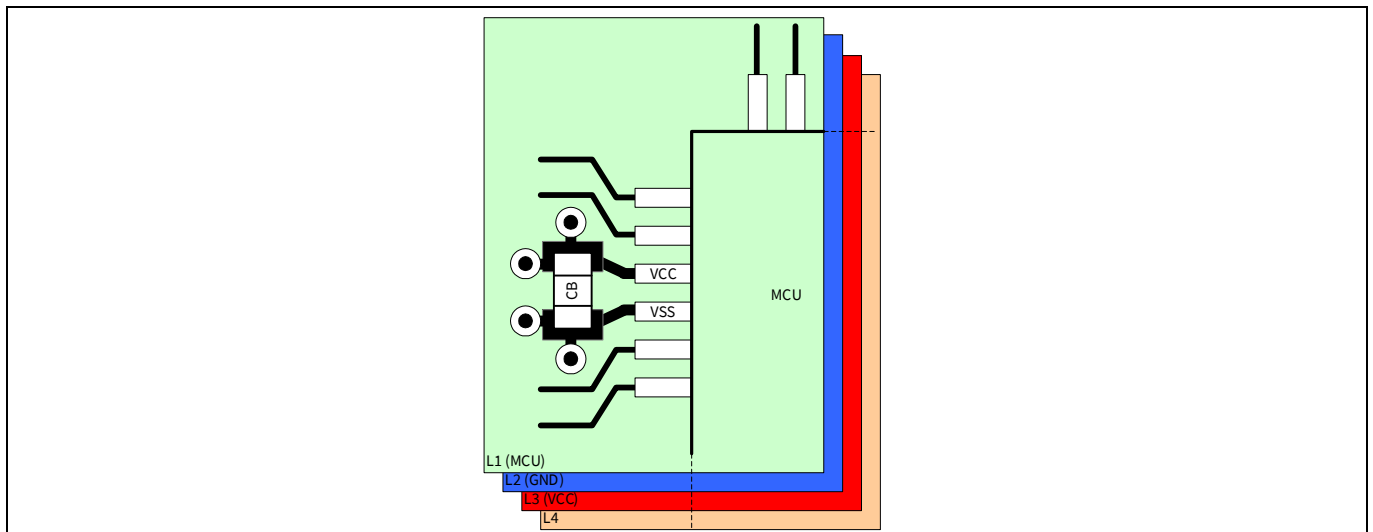 VCC
CB
MCU
VSS
L1 (MCU)
L2 (GND)
L3 (VCC)
L4